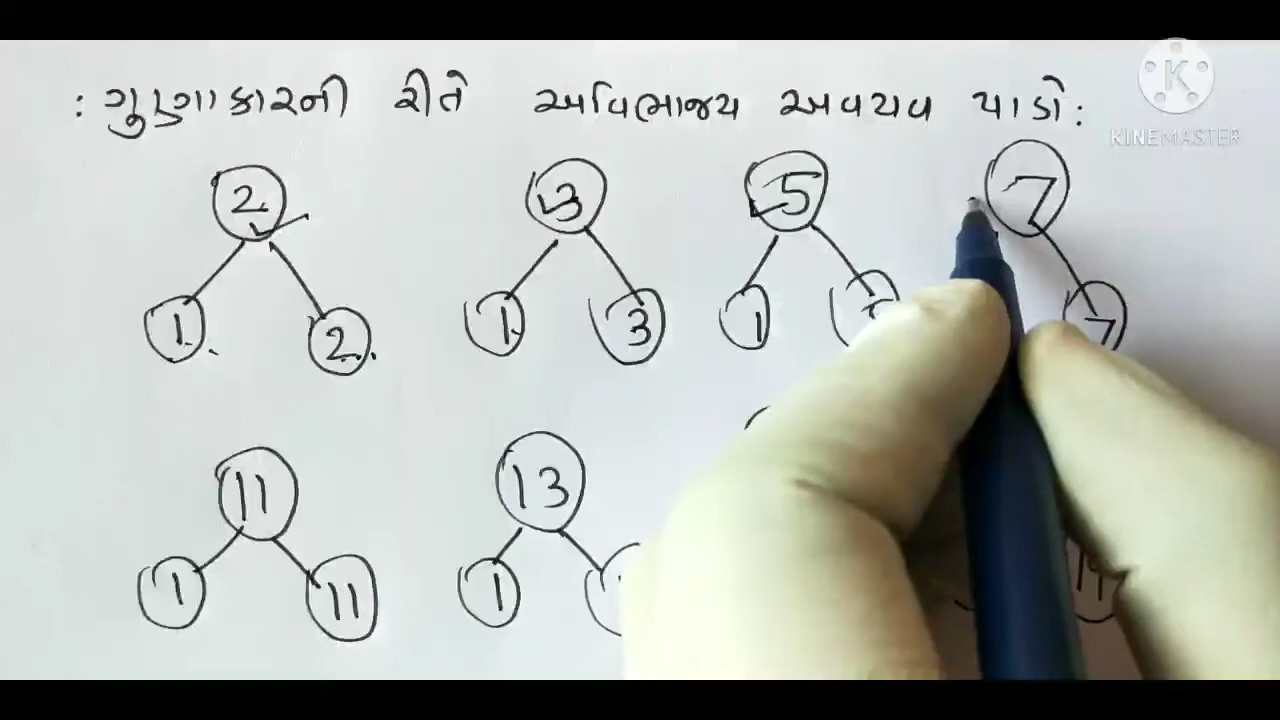 : ગુણાકારની રીતે અવિભાજ્ય અવયવ પાડો :
KINEMASTER
2 3 5 7
1 2 1 3 1 7
11 13
1 11 1 19